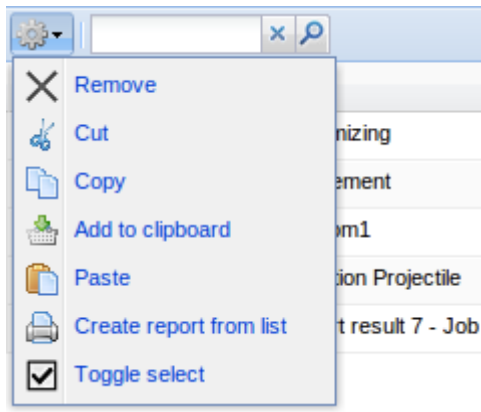 Remove
Cut
nizing
Copy
ement
Add to clipboard
om1
Paste
tion Projectile
Create report from list
t result 7 - Job
Toggle select